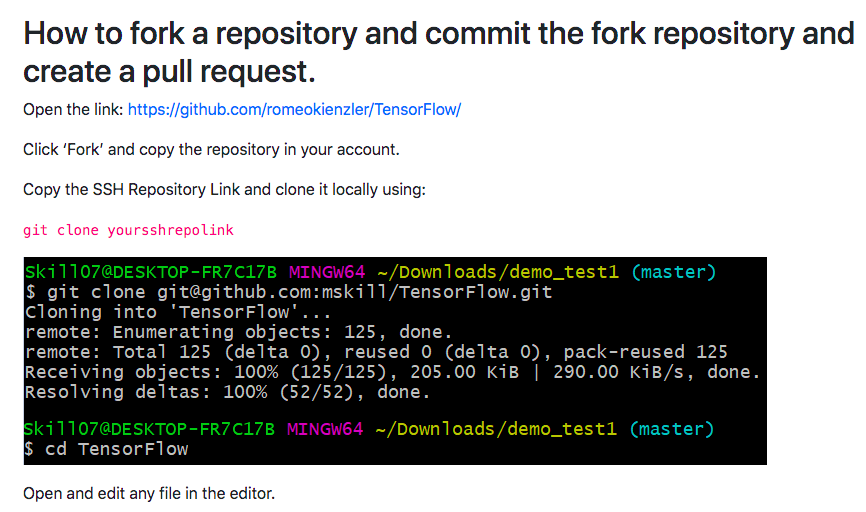 How to fork a repository and commit the fork repository and
create a pull request.
Open the link: https://github.com/romeokienzler/TensorFlow/
Click ‘Fork’ and copy the repository in your account.
Copy the SSH Repository Link and clone it locally using:
git clone yoursshrepolink
Skill07@DESKTOP-FR7C17B MINGW64 ~/Downloads/demo_test1 (master)
$ git clone git@github.com:mskill/TensorFlow.git
Cloning into 'TensorFlow'...
remote: Enumerating objects: 125, done.
remote: Total 125 (delta 0), reused 0 (delta 0), pack-reused 125
Receiving objects: 100% (125/125), 205.00 KiB | 290.00 KiB/s, done.
Resolving deltas: 100% (52/52), done.
Skill07@DESKTOP-FR7C17B MINGW64 ~/Downloads/demo_test1 (master)
$ cd TensorFlow
Open and edit any file in the editor.